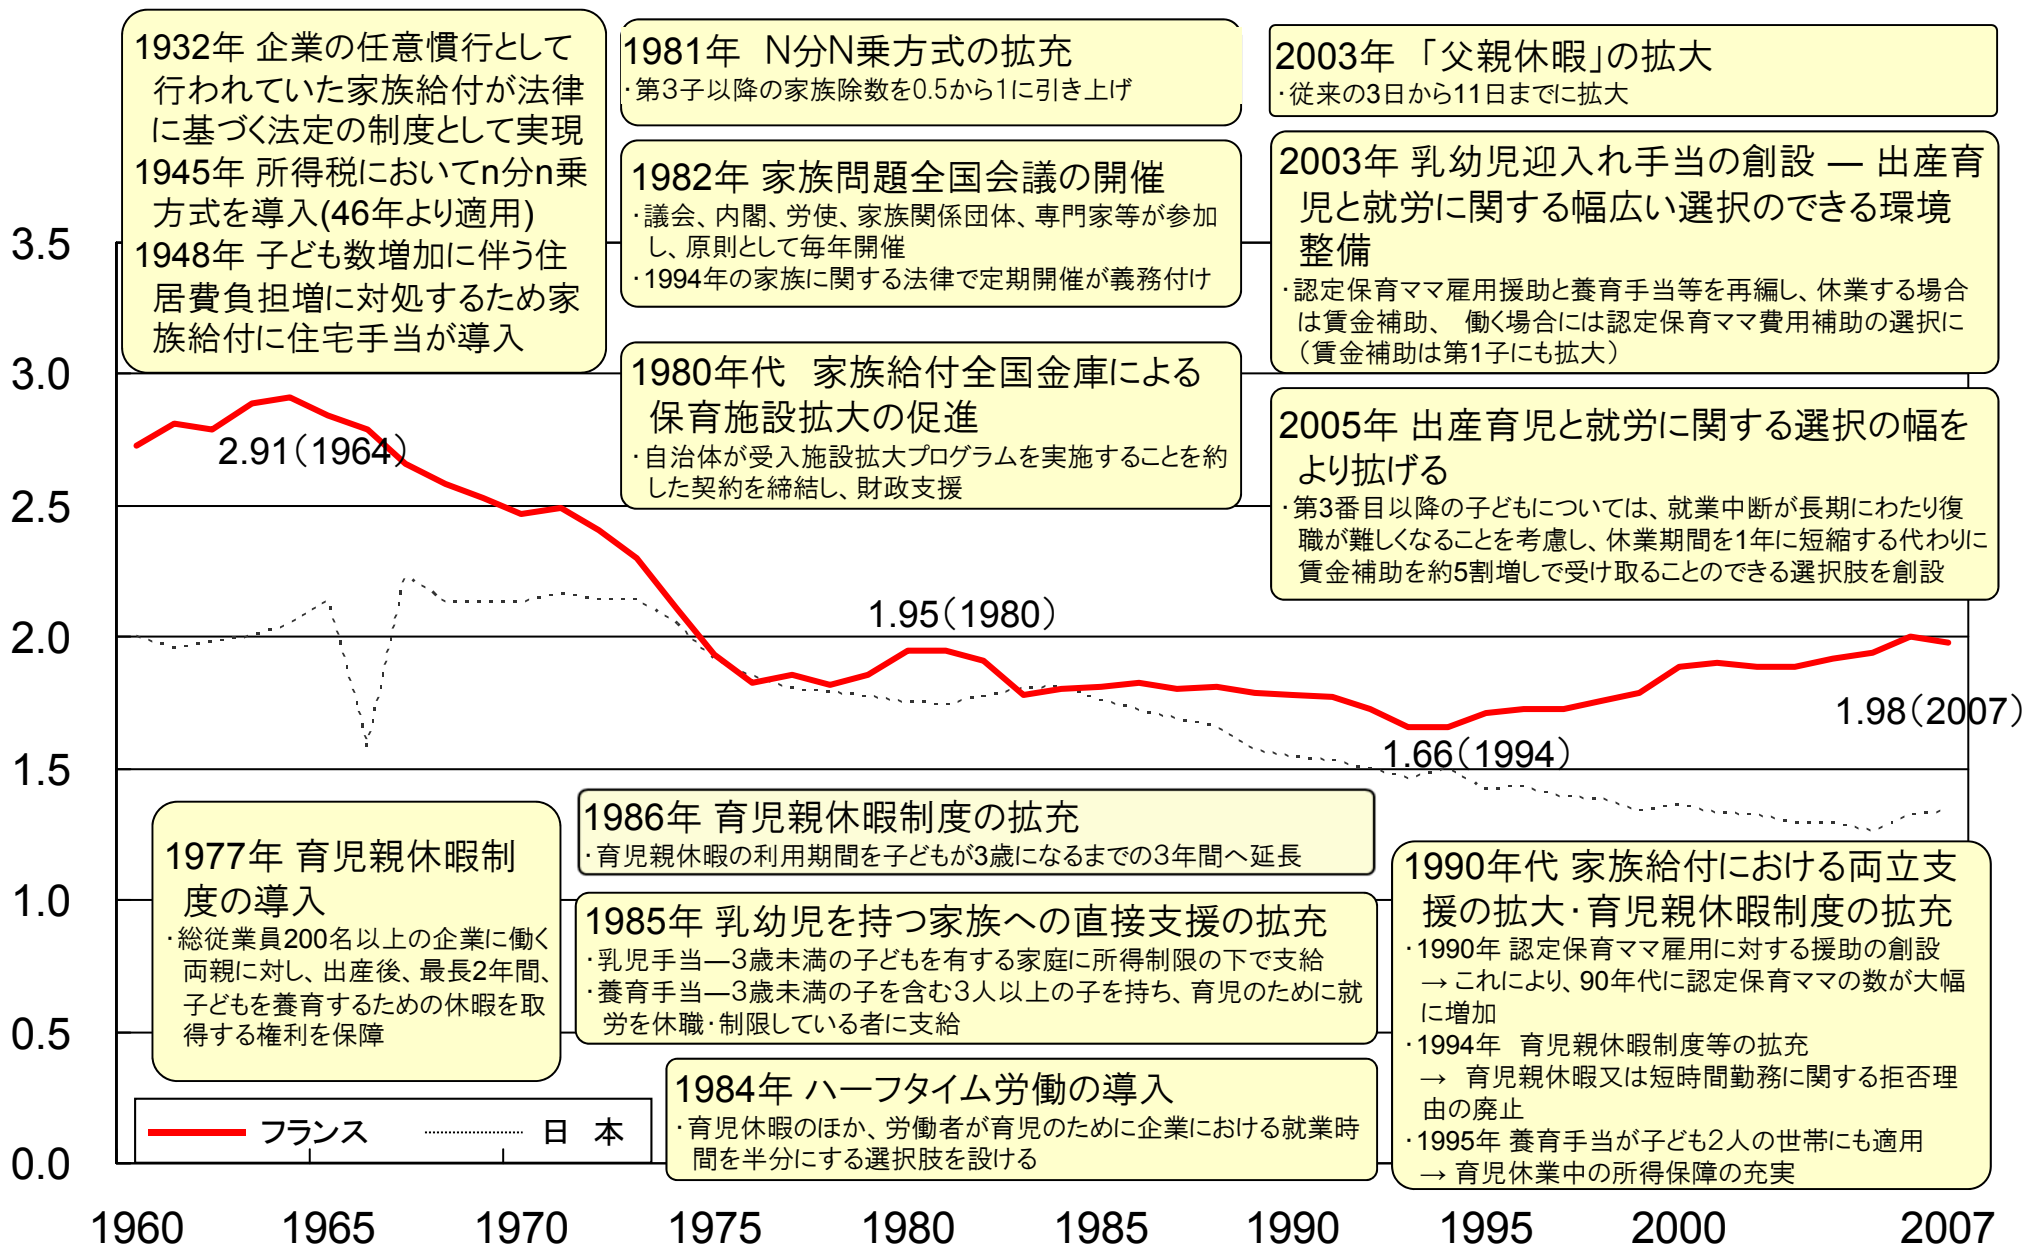 1932年 企業の任意慣行として
行われていた家族給付が法律
に基づく法定の制度として実現
1945年 所得税においてn分n乗
方式を導入(46年より適用)
1948年 子ども数増加に伴う住
居費負担増に対処するため家
族給付に住宅手当が導入
1981年 N分N乗方式の拡充
・第3子以降の家族除数を0.5から1に引き上げ
1982年 家族問題全国会議の開催
・議会、内閣、労使、家族関係団体、専門家等が参加
し、原則として毎年開催
・1994年の家族に関する法律で定期開催が義務付け
1980年代 家族給付全国金庫による
保育施設拡大の促進
・自治体が受入施設拡大プログラムを実施することを約
した契約を締結し、財政支援
2003年 「父親休暇」の拡大
・従来の3日から11日までに拡大
2003年 乳幼児迎入れ手当の創設 ― 出産育
児と就労に関する幅広い選択のできる環境
整備
・認定保育ママ雇用援助と養育手当等を再編し、休業する場合
は賃金補助、 働く場合には認定保育ママ費用補助の選択に
（賃金補助は第1子にも拡大）
2005年 出産育児と就労に関する選択の幅を
より拡げる
・第3番目以降の子どもについては、就業中断が長期にわたり復
職が難しくなることを考慮し、休業期間を1年に短縮する代わりに
賃金補助を約5割増しで受け取ることのできる選択肢を創設
3.5
3.0
2.5
2.0
1.5
1.0
0.5
0.0
2.91（1964）
1.95（1980）
1.66（1994）
1.98（2007）
1977年 育児親休暇制
度の導入
・総従業員200名以上の企業に働く
両親に対し、出産後、最長2年間、
子どもを養育するための休暇を取
得する権利を保障
1986年 育児親休暇制度の拡充
・育児親休暇の利用期間を子どもが3歳になるまでの３年間へ延長
1985年 乳幼児を持つ家族への直接支援の拡充
・乳児手当―３歳未満の子どもを有する家庭に所得制限の下で支給
・養育手当―３歳未満の子を含む３人以上の子を持ち、育児のために就
労を休職・制限している者に支給
1984年 ハーフタイム労働の導入
・育児休暇のほか、労働者が育児のために企業における就業時
間を半分にする選択肢を設ける
1990年代 家族給付における両立支
援の拡大・育児親休暇制度の拡充
・1990年 認定保育ママ雇用に対する援助の創設
→ これにより、90年代に認定保育ママの数が大幅
に増加
・1994年 育児親休暇制度等の拡充
→ 育児親休暇又は短時間勤務に関する拒否理
由の廃止
・1995年 養育手当が子ども２人の世帯にも適用
→ 育児休業中の所得保障の充実
フランス 日 本
1960 1965 1970 1975 1980 1985 1990 1995 2000 2007